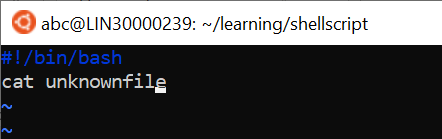 abc@LIN30000239: ~/learning/shellscript
#!/bin/bash
cat unknownfile
~
~